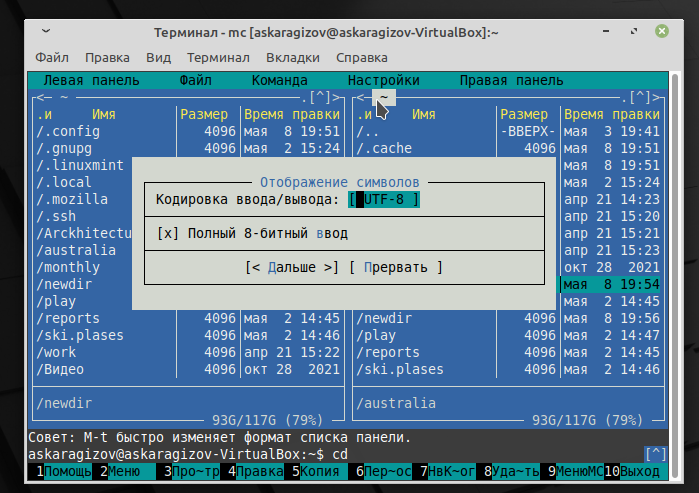 Терминал - mc [askaragizov@askaragizov-VirtualBox]:~
Файл Правка Вид Терминал Вкладки Справка
Левая панель Файл Команда Настройки Правая панель
<— ~ .[^]> <— ~ .[^]>
.и Имя Размер Время правки .и Имя Размер Время правки
/.config 4096 мая 8 19:51 /.. -ВВЕРХ- мая 3 19:41
/.gnupg 4096 мая 2 15:24 /.cache 4096 мая 8 19:51
/.linuxmint мая 8 19:51
/.local мая 2 15:24
/.mozilla апр 21 14:23
/.ssh апр 21 14:20
/Arckhitectu апр 21 15:21
/australia апр 21 15:23
/monthly окт 28 2021
/newdir мая 8 19:54
/play мая 2 14:45
/reports 4096 мая 2 14:45 /newdir 4096 мая 8 19:56
/ski.plases 4096 мая 2 14:46 /play 4096 мая 2 14:47
/work 4096 апр 21 15:22 /reports 4096 мая 2 14:45
/Видео 4096 окт 28 2021 /ski.plases 4096 мая 2 14:46
Отображение символов
Кодировка ввода/вывода: [ UTF-8 ]
[x] Полный 8-битный ввод
[< Дальше >] [ Прервать ]
/newdir /australia
93G/117G (79%) 93G/117G (79%)
Совет: M-t быстро изменяет формат списка панели.
askaragizov@askaragizov-VirtualBox:~$ cd [^]
1Помощь 2Меню 3Про~тр 4Правка 5Копия 6Пер~ос 7НвК~ог 8Уда~ть 9МенюМС 10Выход